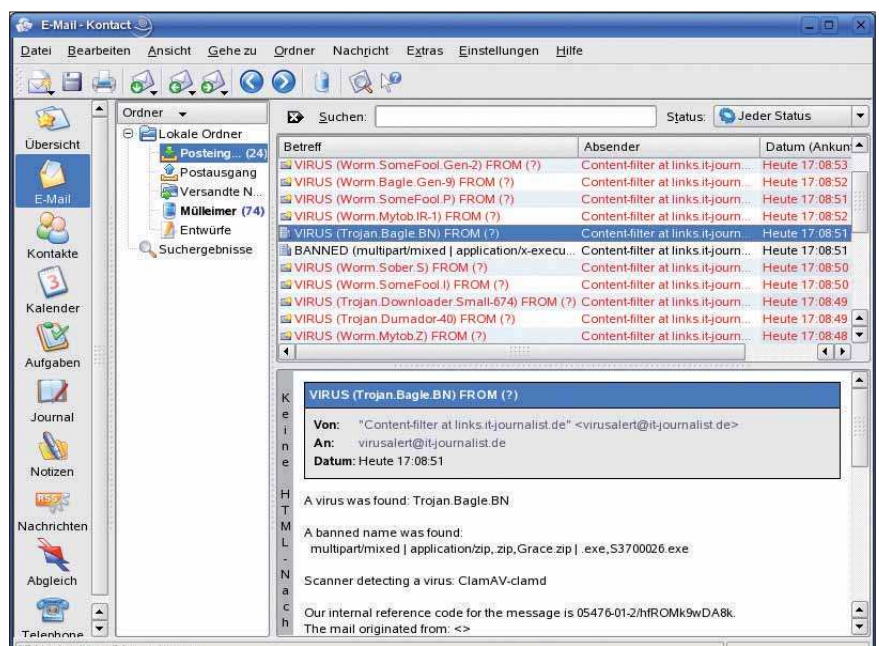 E-Mail - Kontact
Datei Bearbeiten Ansicht Gehe zu Ordner Nachricht Extras Einstellungen Hilfe
Übersicht
E-Mail
Kontakte
Kalender
Aufgaben
Journal
Notizen
Nachrichten
Abgleich
Telephone
Ordner
Lokale Ordner
Posteing... (24)
Postausgang
Versandte N...
Mülleimer (74)
Entwürfe
Suchergebnisse
Suchen: Status: Jeder Status
Betreff Absender Datum (Ankun
VIRUS (Worm.SomeFool.Gen-2) FROM (?) Content-filter at links.it-journ... Heute 17:08:53
VIRUS (Worm.Bagle.Gen-9) FROM (?) Content-filter at links.it-journ... Heute 17:08:52
VIRUS (Worm.SomeFool.P) FROM (?) Content-filter at links.it-journ... Heute 17:08:51
VIRUS (Worm.Mytob.IR-1) FROM (?) Content-filter at links.it-journ... Heute 17:08:52
VIRUS (Trojan.Bagle.BN) FROM (?) Content-filter at links.it-journ... Heute 17:08:51
BANNED (multipart/mixed | application/x-execu... Content-filter at links.it-journ... Heute 17:08:51
VIRUS (Worm.Sober.S) FROM (?) Content-filter at links.it-journ... Heute 17:08:50
VIRUS (Worm.SomeFool.I) FROM (?) Content-filter at links.it-journ... Heute 17:08:50
VIRUS (Trojan.Downloader.Small-674) FROM (?) Content-filter at links.it-journ... Heute 17:08:49
VIRUS (Trojan.Dumador-40) FROM (?) Content-filter at links.it-journ... Heute 17:08:49
VIRUS (Worm.Mytob.Z) FROM (?) Content-filter at links.it-journ... Heute 17:08:48
Keine HTML-Nach
VIRUS (Trojan.Bagle.BN) FROM (?)
Von: "Content-filter at links.it-journalist.de" <virusalert@it-journalist.de>
An: virusalert@it-journalist.de
Datum: Heute 17:08:51
A virus was found: Trojan.Bagle.BN
A banned name was found:
multipart/mixed | application/zip,.zip,Grace.zip | .exe,S3700026.exe
Scanner detecting a virus: ClamAV-clamd
Our internal reference code for the message is 05476-01-2/hfROMk9wDA8k.
The mail originated from: <>